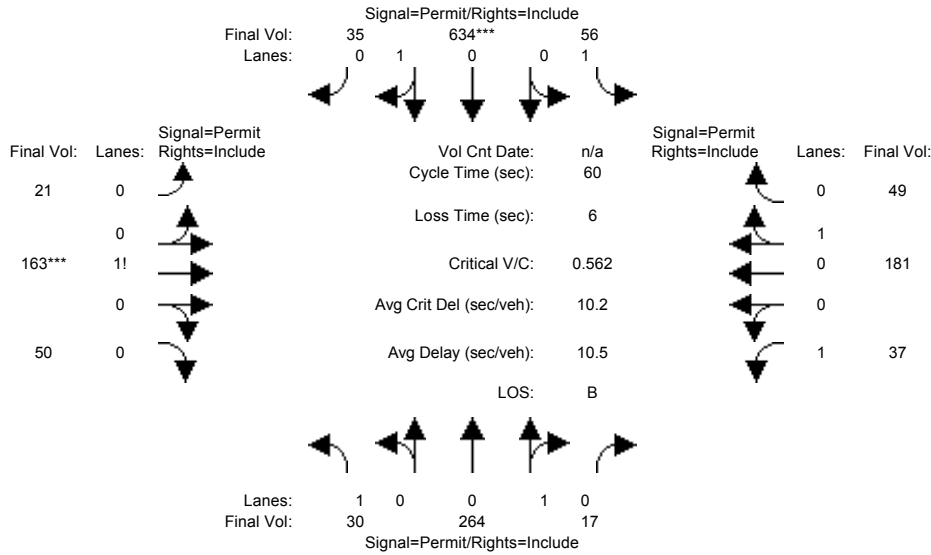 Signal=Permit/Rights=Include
Final Vol: 35 634*** 56
Lanes: 0 1 0 0 1
Signal=Permit Signal=Permit
Final Vol: Lanes: Rights=Include Vol Cnt Date: n/a Rights=Include Lanes: Final Vol:
Cycle Time (sec): 60
21 0 0 49
Loss Time (sec): 6
0 1
163*** 1! Critical V/C: 0.562 0 181
0 Avg Crit Del (sec/veh): 10.2 0
50 0 Avg Delay (sec/veh): 10.5 1 37
LOS: B
Lanes: 1 0 0 1 0
Final Vol: 30 264 17
Signal=Permit/Rights=Include